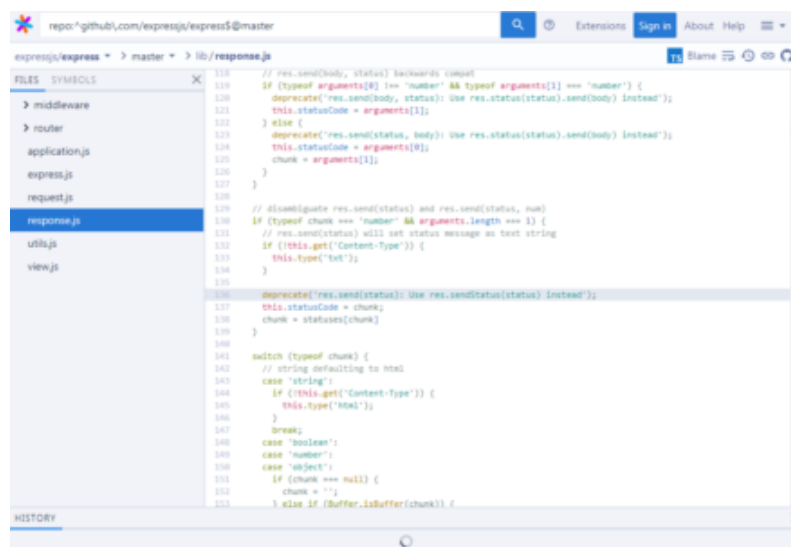 repo:^github\.com/expressjs/express$@master
Extensions Sign in About Help
expressjs/express > master > lib/response.js
TS Blame
FILES SYMBOLS
middleware
router
application.js
express.js
request.js
response.js
utils.js
view.js
118 // res.send(body, status) backwards compat
119 if (typeof arguments[0] !== 'number' && typeof arguments[1] === 'number') {
120 deprecate('res.send(body, status): Use res.status(status).send(body) instead');
121 this.statusCode = arguments[1];
122 } else {
123 deprecate('res.send(status, body): Use res.status(status).send(body) instead');
124 this.statusCode = arguments[0];
125 chunk = arguments[1];
126 }
127 }
128
129 // disambiguate res.send(status) and res.send(status, num)
130 if (typeof chunk === 'number' && arguments.length === 1) {
131 // res.send(status) will set status message as text string
132 if (!this.get('Content-Type')) {
133 this.type('txt');
134 }
135
136 deprecate('res.send(status): Use res.sendStatus(status) instead');
137 this.statusCode = chunk;
138 chunk = statuses[chunk]
139 }
140
141 switch (typeof chunk) {
142 // string defaulting to html
143 case 'string':
144 if (!this.get('Content-Type')) {
145 this.type('html');
146 }
147 break;
148 case 'boolean':
149 case 'number':
150 case 'object':
151 if (chunk === null) {
152 chunk = '';
153 } else if (Buffer.isBuffer(chunk)) {
HISTORY